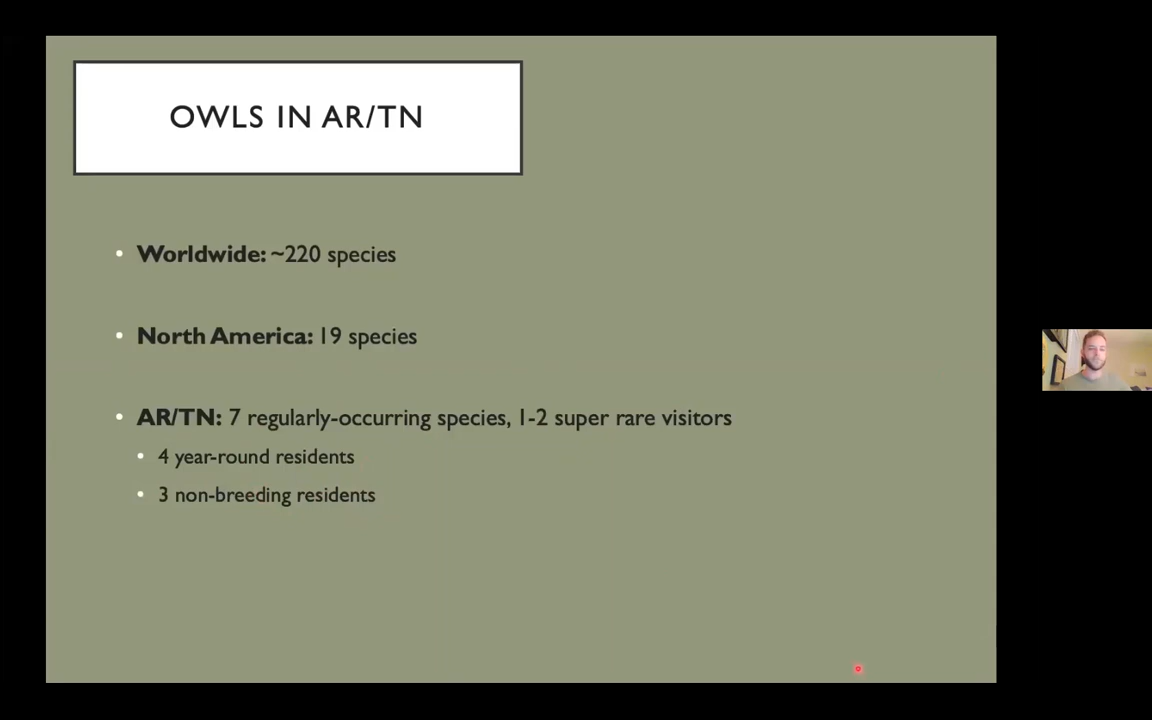 OWLS IN AR/TN
• Worldwide: ~220 species
• North America: 19 species
• AR/TN: 7 regularly-occurring species, 1-2 super rare visitors
• 4 year-round residents
• 3 non-breeding residents